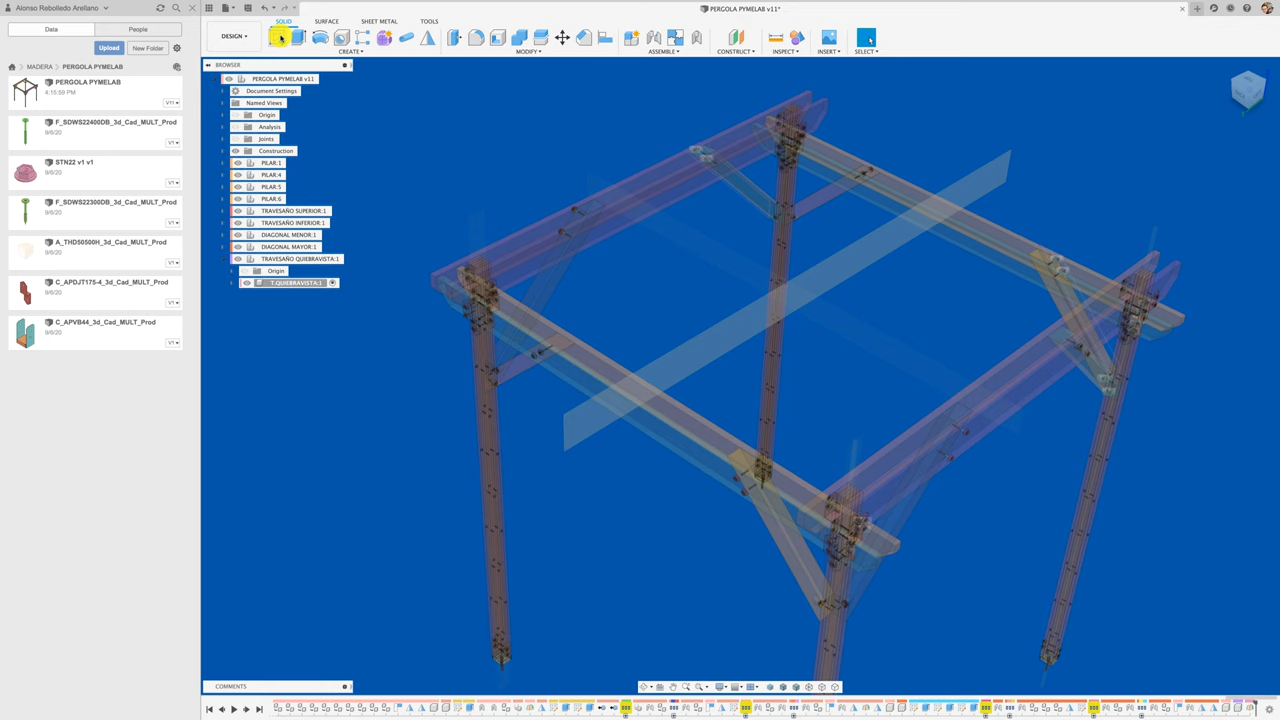 Alonso Rebolledo Arellano
PERGOLA PYMELAB v11*
Data
People
Upload
New Folder
MADERA
PERGOLA PYMELAB
PERGOLA PYMELAB
4:15:59 PM
V11
F_SDWS22400DB_3d_Cad_MULT_Prod
9/6/20
V1
STN22 v1 v1
9/6/20
V1
F_SDWS22300DB_3d_Cad_MULT_Prod
9/6/20
V1
A_THD50500H_3d_Cad_MULT_Prod
9/6/20
V1
C_APDJT175-4_3d_Cad_MULT_Prod
9/6/20
V1
C_APVB44_3d_Cad_MULT_Prod
9/6/20
V1
DESIGN
SOLID
SURFACE
SHEET METAL
TOOLS
CREATE
MODIFY
ASSEMBLE
CONSTRUCT
INSPECT
INSERT
SELECT
BROWSER
PERGOLA PYMELAB v11
Document Settings
Named Views
Origin
Analysis
Joints
Construction
PILAR:1
PILAR:4
PILAR:5
PILAR:6
TRAVESAÑO SUPERIOR:1
TRAVESAÑO INFERIOR:1
DIAGONAL MENOR:1
DIAGONAL MAYOR:1
TRAVESAÑO QUIEBRAVISTA:1
Origin
T.QUIEBRAVISTA:1
COMMENTS